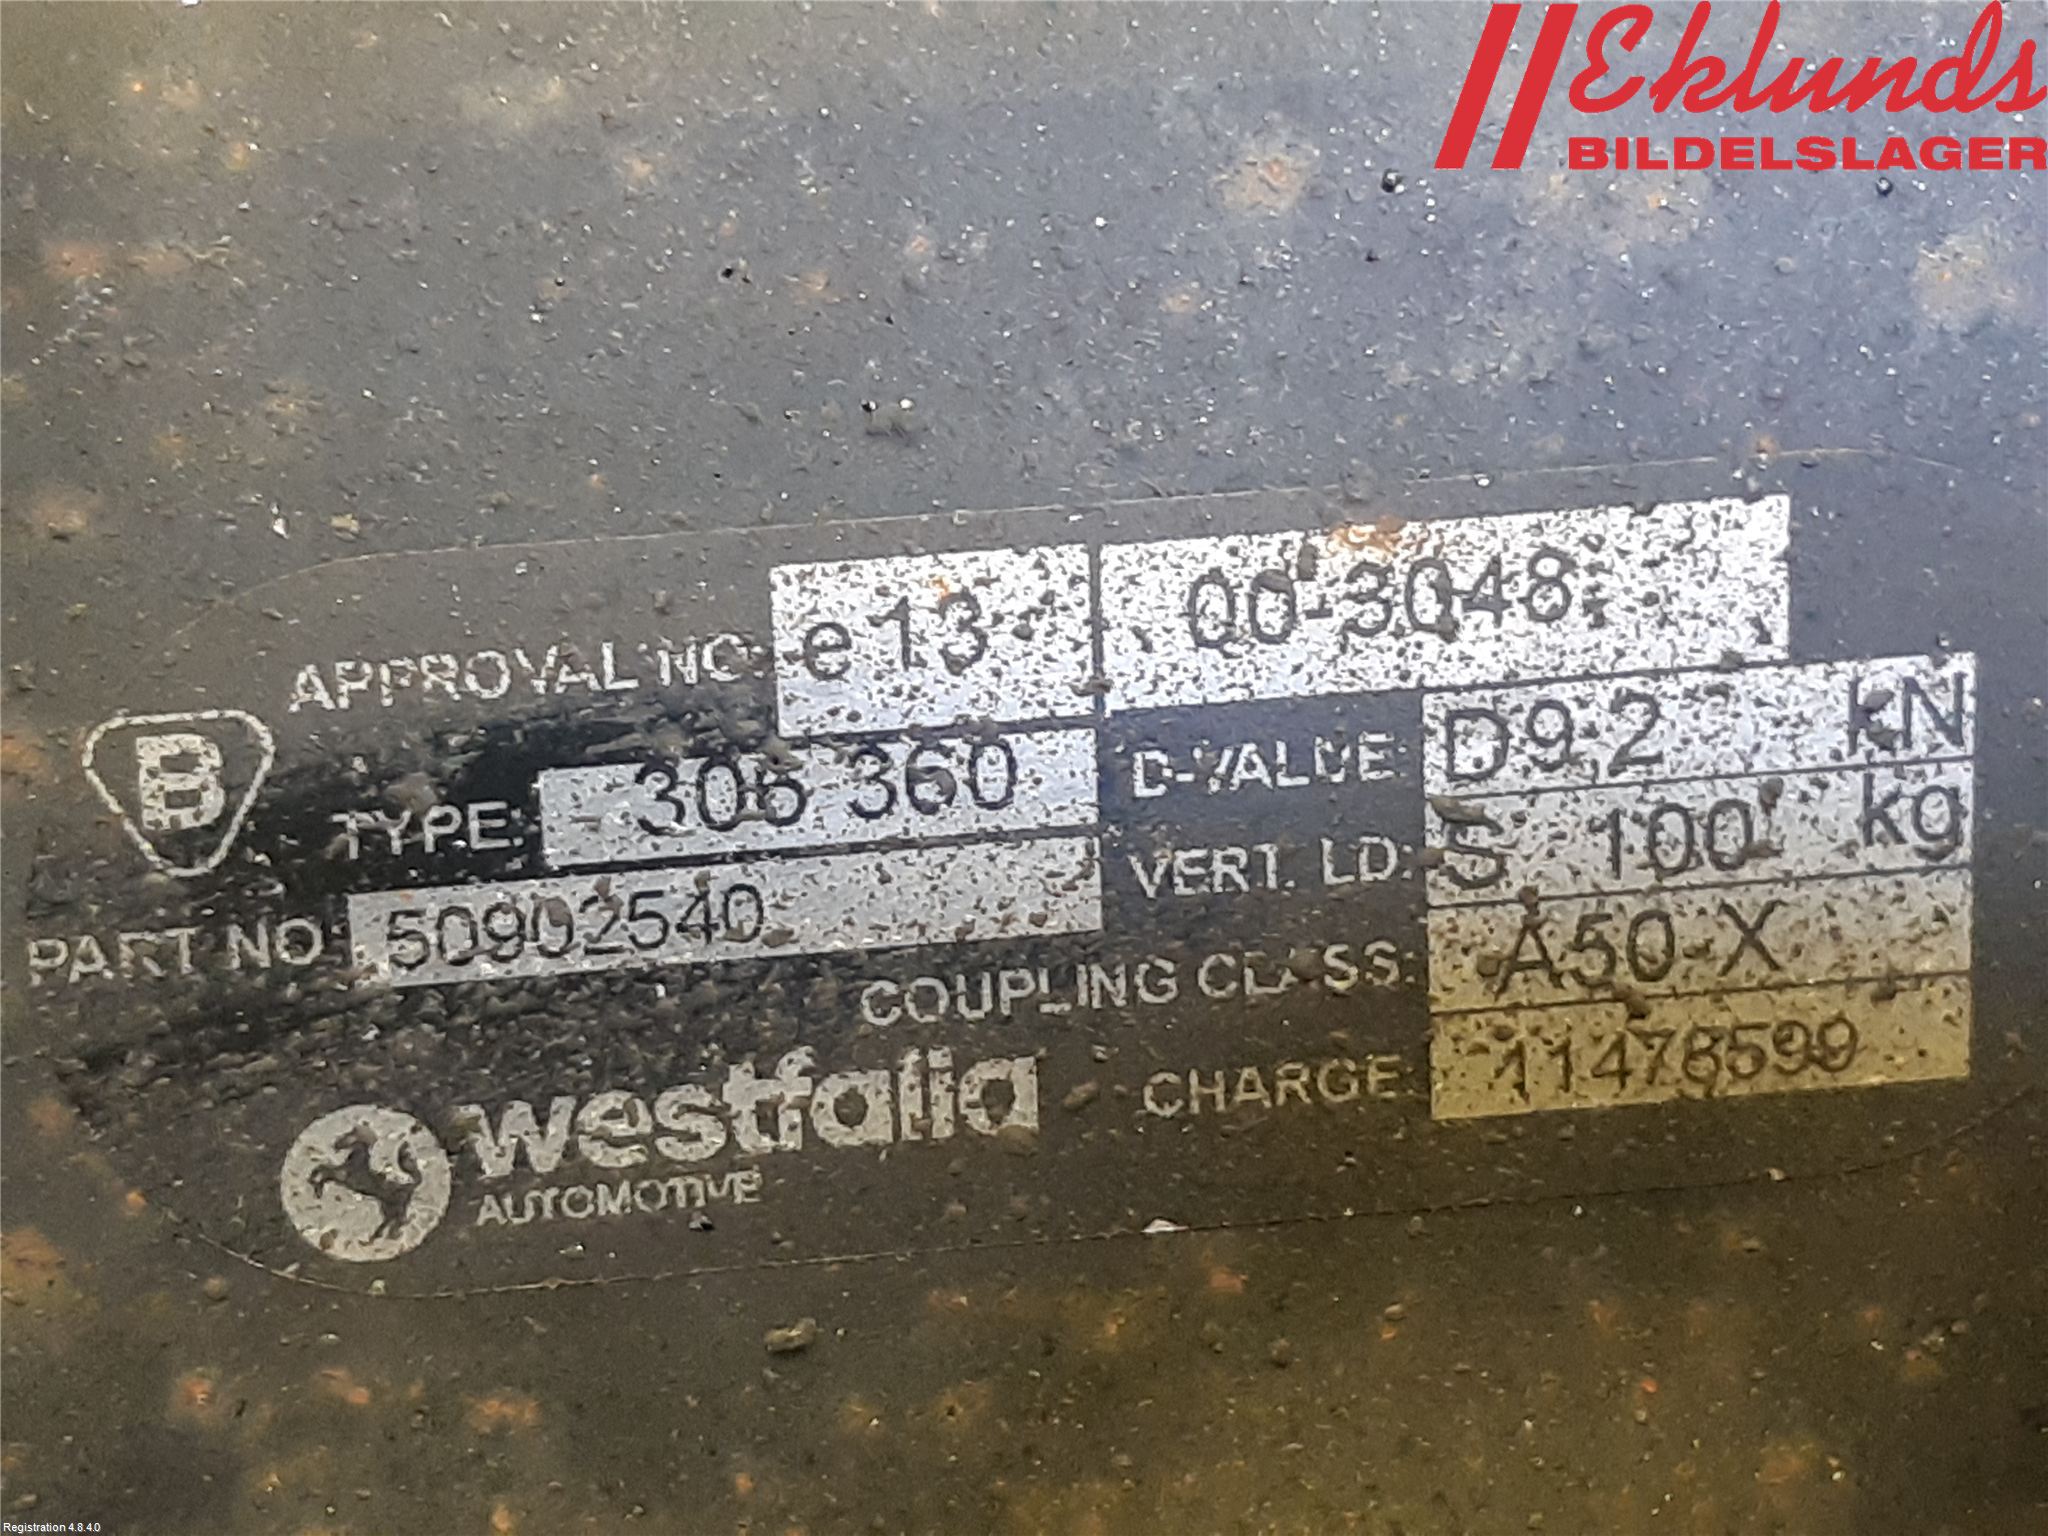 Eklunds
BILDELSLAGER
APPROVAL NO: e13 00-3048
B
TYPE: 305 360
D-VALUE: D9,2 kN
PART NO: 50902540
VERT. LD: S 100 kg
COUPLING CLASS: A50-X
westfalia
AUTOMOTIVE
CHARGE:
Registration 4.8.4.0